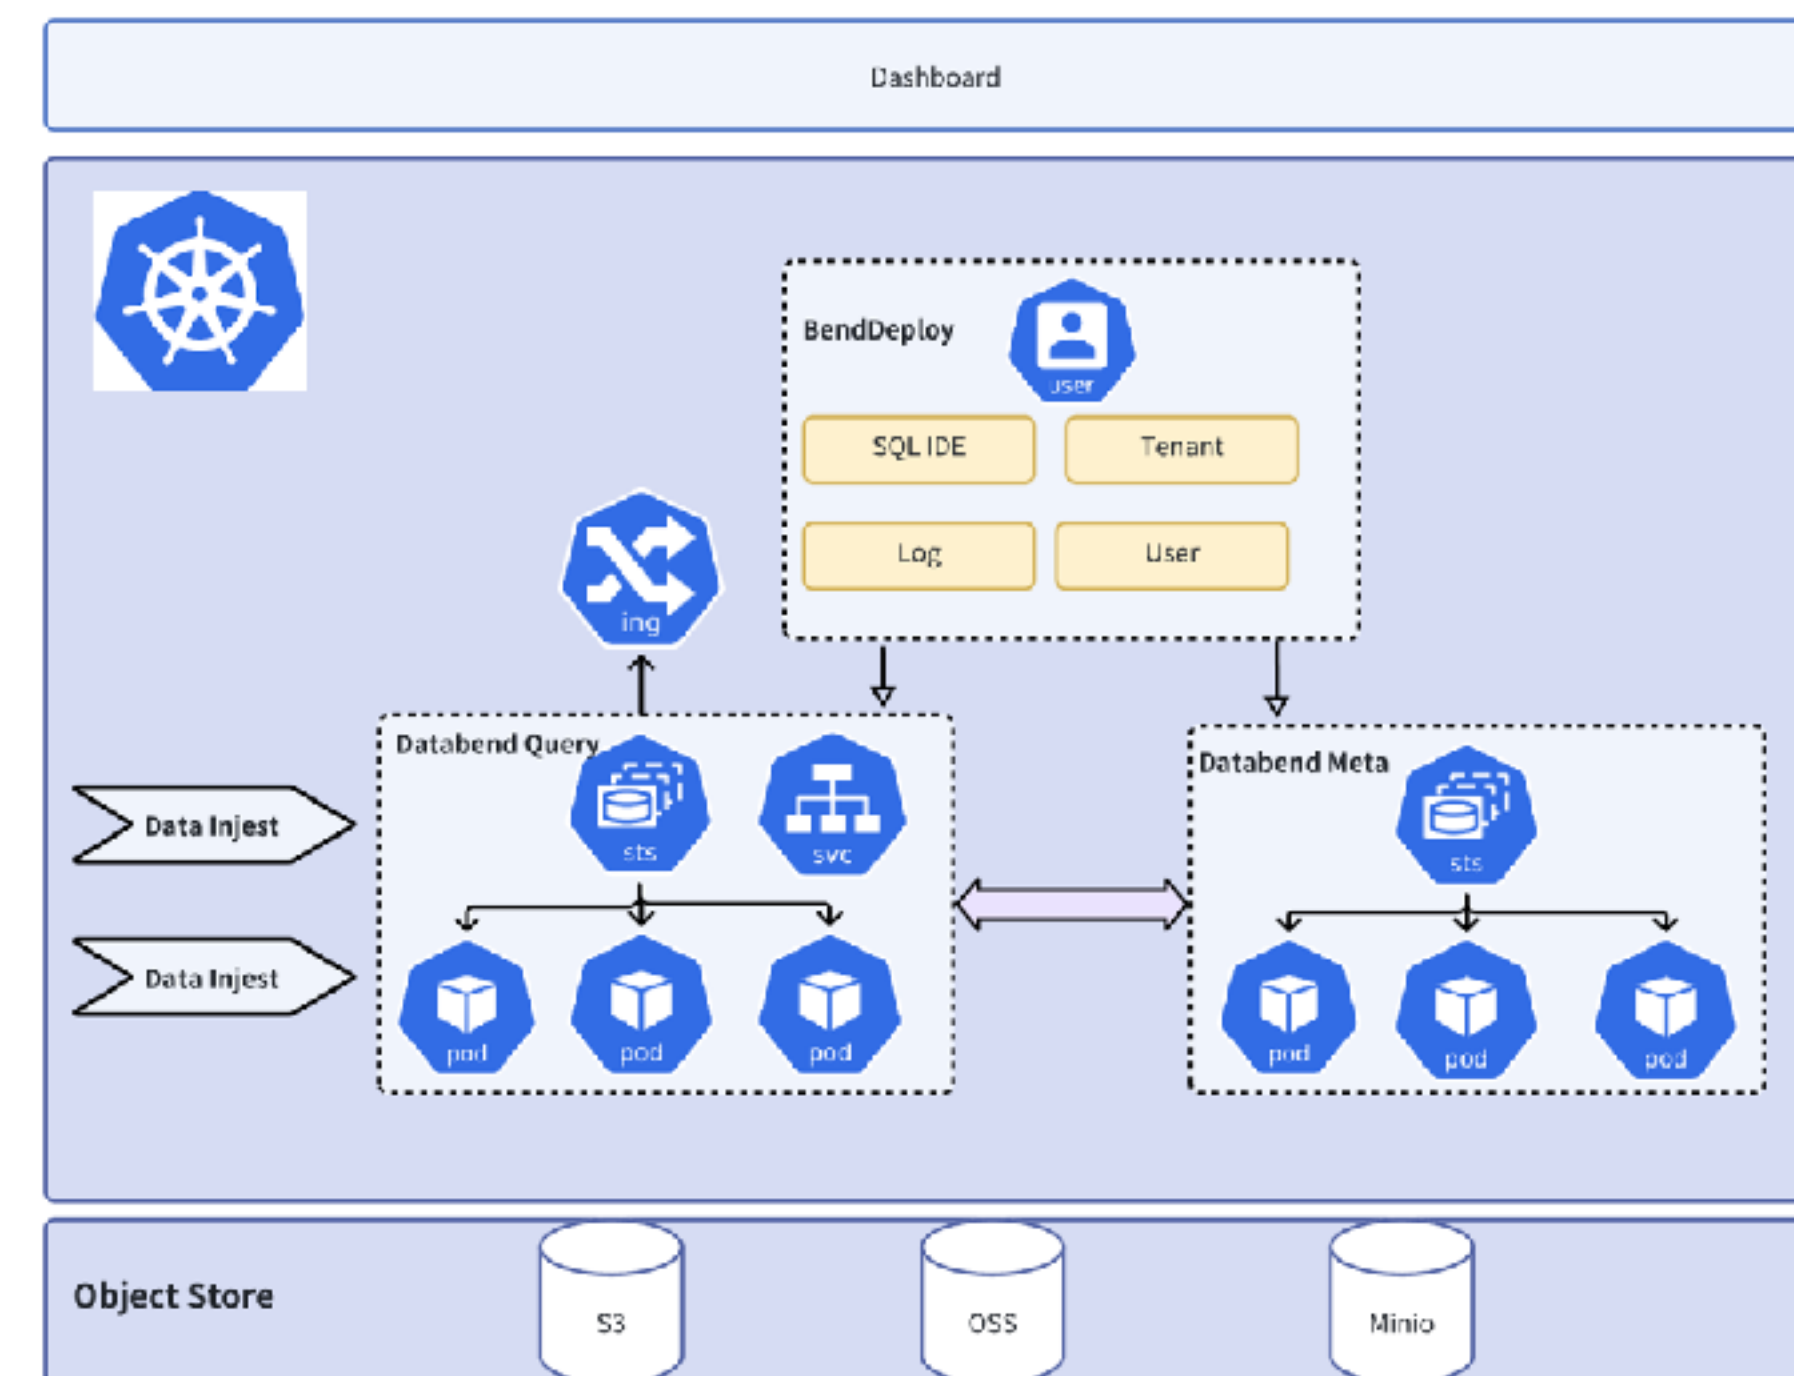 Dashboard
BendDeploy
user
SQL IDE
Tenant
Log
User
ing
Databend Query
sts
svc
Databend Meta
sts
Data Injest
Data Injest
pod
pod
pod
pod
pod
pod
Object Store
S3
OSS
Minio